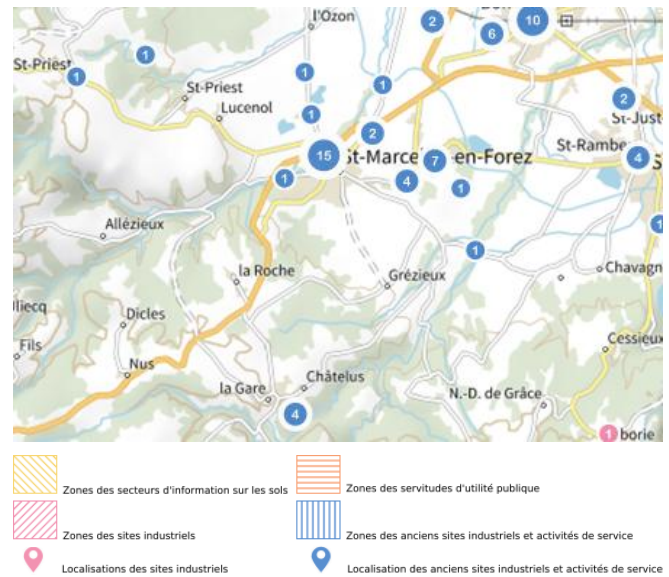 l'Ozon
2
6
10
St-Priest
1
1
1
1
2
St-Priest
Lucenol
1
2
St-Just-
15
St-Marcel
en-Forez
7
St-Rambe
4
1
4
1
Allézieux
1
1
la Roche
Grézieux
Chavagn
Dicles
Fils
Nus
Cessieux
la Gare
Châtelus
4
N.-D. de Grâce
1
borie
Zones des secteurs d'information sur les sols
Zones des servitudes d'utilité publique
Zones des sites industriels
Zones des anciens sites industriels et activités de service
Localisations des sites industriels
Localisation des anciens sites industriels et activités de service